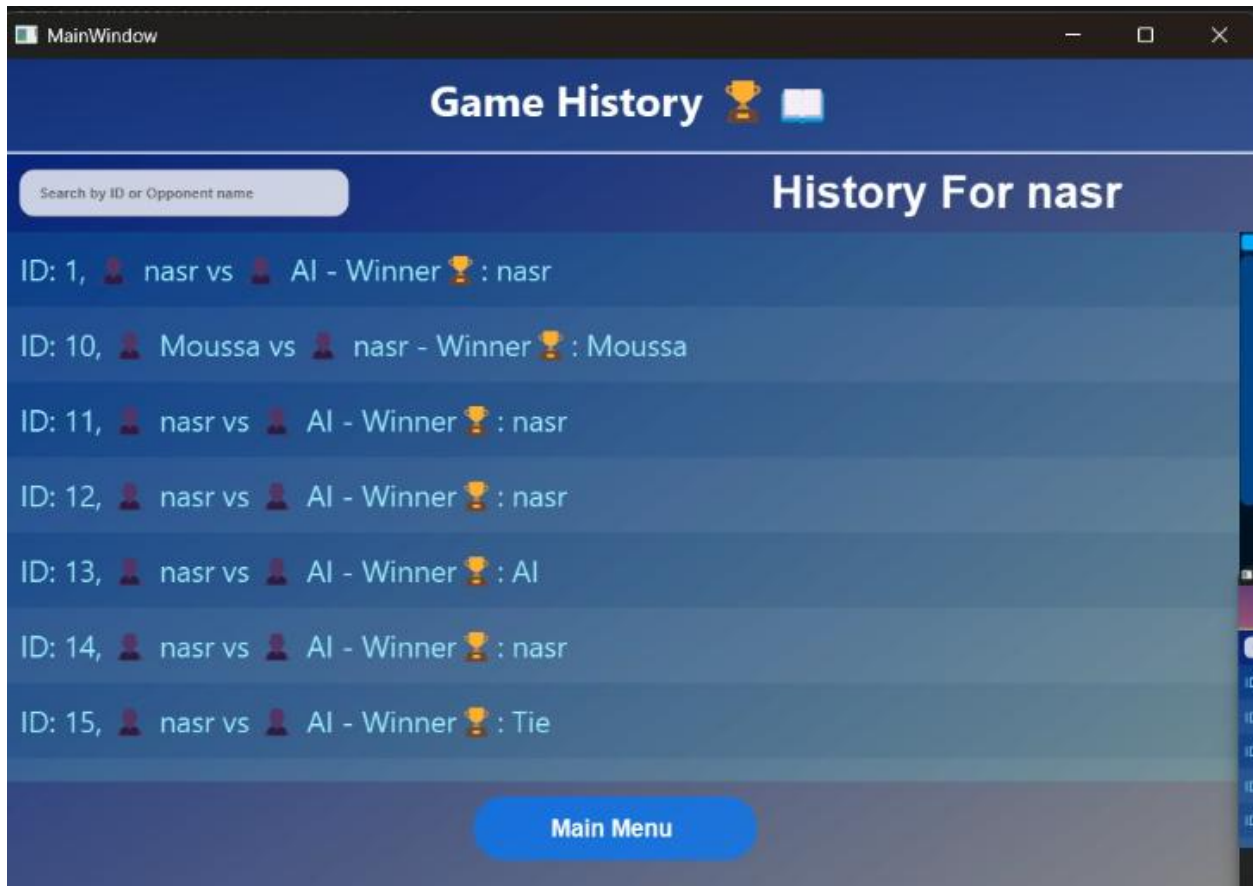 MainWindow
Game History 🏆 📖
Search by ID or Opponent name
History For nasr
ID: 1, 👤 nasr vs 👤 AI - Winner🏆: nasr
ID: 10, 👤 Moussa vs 👤 nasr - Winner🏆: Moussa
ID: 11, 👤 nasr vs 👤 AI - Winner🏆: nasr
ID: 12, 👤 nasr vs 👤 AI - Winner🏆: nasr
ID: 13, 👤 nasr vs 👤 AI - Winner🏆: AI
ID: 14, 👤 nasr vs 👤 AI - Winner🏆: nasr
ID: 15, 👤 nasr vs 👤 AI - Winner🏆: Tie
Main Menu